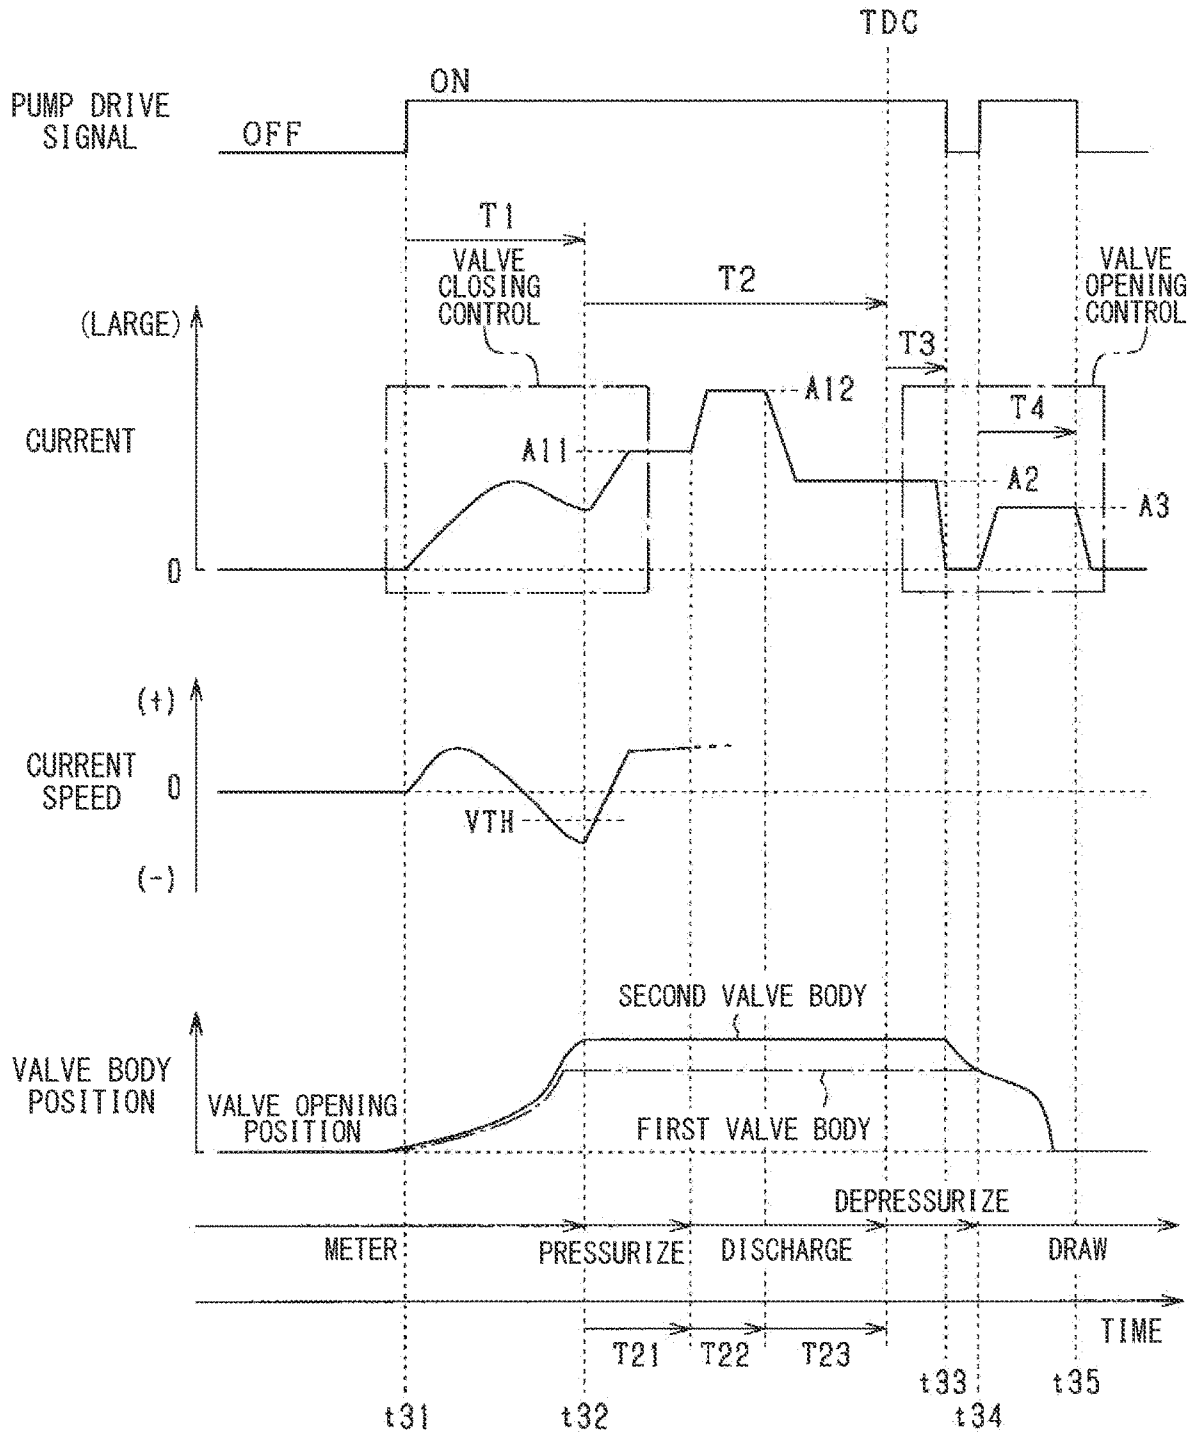 TDC
ON
PUMP DRIVE
SIGNAL
OFF
T1
VALVE
CLOSING
CONTROL
T2
VALVE
OPENING
CONTROL
(LARGE)
T3
A12
T4
CURRENT
A11
A2
A3
0
(+)
CURRENT
SPEED
0
VTH
(-)
SECOND VALVE BODY
VALVE BODY
POSITION
VALVE OPENING
POSITION
FIRST VALVE BODY
DEPRESSURIZE
METER
PRESSURIZE
DISCHARGE
DRAW
TIME
T21
T22
T23
t33
t35
t31
t32
t34